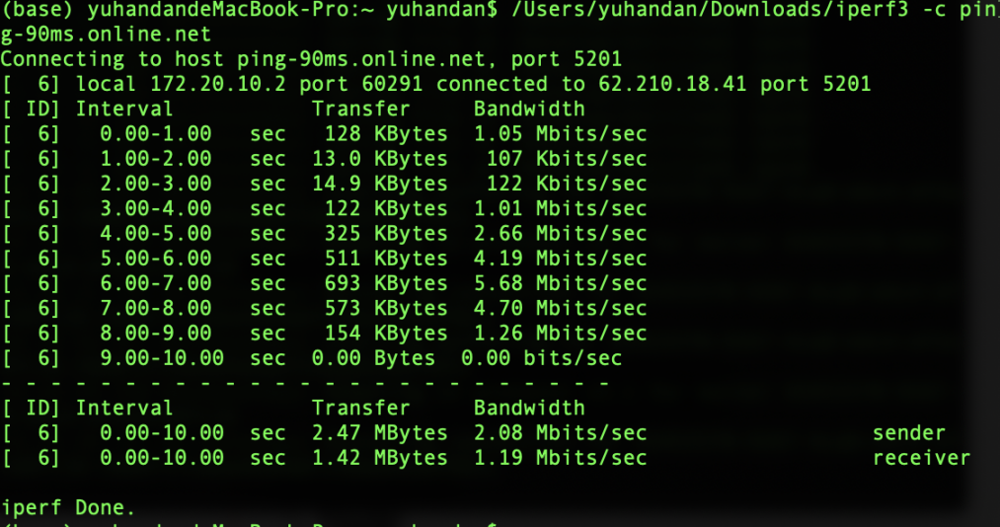 (base) yuhandandeMacBook-Pro:~ yuhandan$ /Users/yuhandan/Downloads/iperf3 -c pin
g-90ms.online.net
Connecting to host ping-90ms.online.net, port 5201
[  6] local 172.20.10.2 port 60291 connected to 62.210.18.41 port 5201
[ ID] Interval           Transfer     Bandwidth
[  6]   0.00-1.00   sec   128 KBytes  1.05 Mbits/sec
[  6]   1.00-2.00   sec  13.0 KBytes   107 Kbits/sec
[  6]   2.00-3.00   sec  14.9 KBytes   122 Kbits/sec
[  6]   3.00-4.00   sec   122 KBytes  1.01 Mbits/sec
[  6]   4.00-5.00   sec   325 KBytes  2.66 Mbits/sec
[  6]   5.00-6.00   sec   511 KBytes  4.19 Mbits/sec
[  6]   6.00-7.00   sec   693 KBytes  5.68 Mbits/sec
[  6]   7.00-8.00   sec   573 KBytes  4.70 Mbits/sec
[  6]   8.00-9.00   sec   154 KBytes  1.26 Mbits/sec
[  6]   9.00-10.00  sec  0.00 Bytes  0.00 bits/sec
- - - - - - - - - - - - - - - - - - - - - - - - -
[ ID] Interval           Transfer     Bandwidth
[  6]   0.00-10.00  sec  2.47 MBytes  2.08 Mbits/sec                  sender
[  6]   0.00-10.00  sec  1.42 MBytes  1.19 Mbits/sec                  receiver
iperf Done.